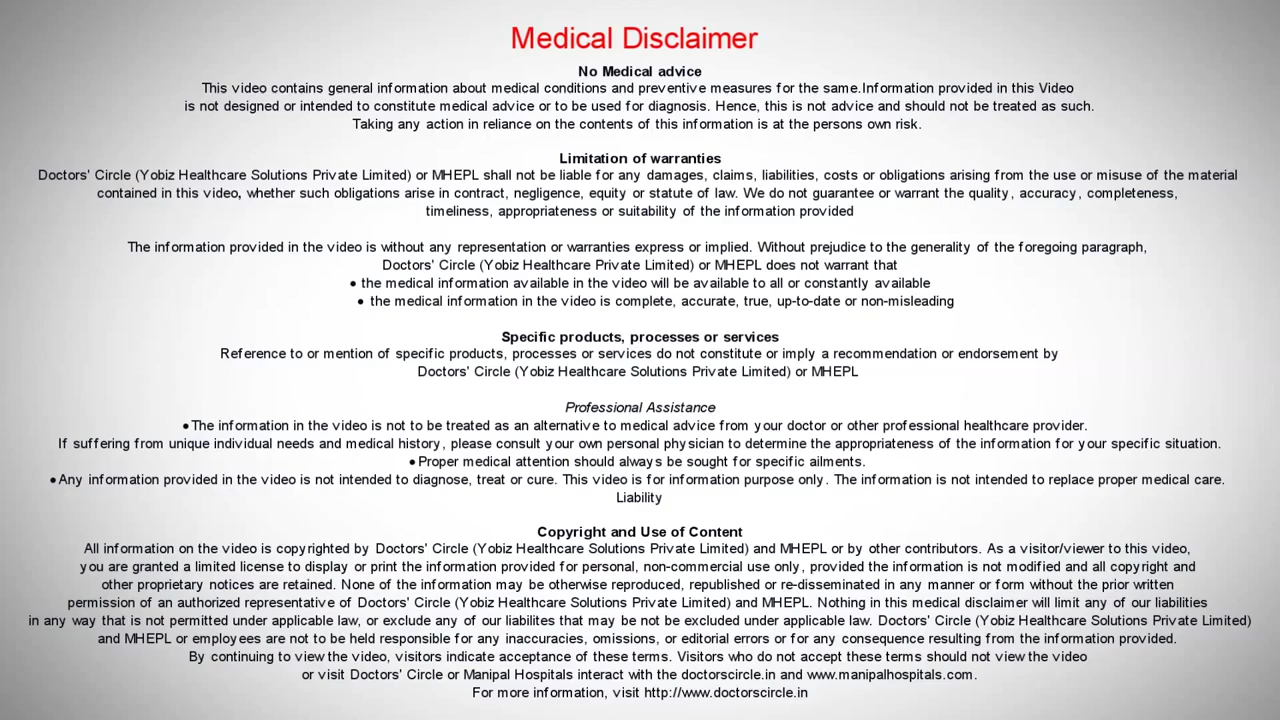 Medical Disclaimer
No Medical advice
This video contains general information about medical conditions and preventive measures for the same.Information provided in this Video
is not designed or intended to constitute medical advice or to be used for diagnosis. Hence, this is not advice and should not be treated as such.
Taking any action in reliance on the contents of this information is at the persons own risk.
Limitation of warranties
Doctors' Circle (Yobiz Healthcare Solutions Private Limited) or MHEPL shall not be liable for any damages, claims, liabilities, costs or obligations arising from the use or misuse of the material
contained in this video, whether such obligations arise in contract, negligence, equity or statute of law. We do not guarantee or warrant the quality, accuracy, completeness,
timeliness, appropriateness or suitability of the information provided
The information provided in the video is without any representation or warranties express or implied. Without prejudice to the generality of the foregoing paragraph,
Doctors' Circle (Yobiz Healthcare Private Limited) or MHEPL does not warrant that
• the medical information available in the video will be available to all or constantly available
• the medical information in the video is complete, accurate, true, up-to-date or non-misleading
Specific products, processes or services
Reference to or mention of specific products, processes or services do not constitute or imply a recommendation or endorsement by
Doctors' Circle (Yobiz Healthcare Solutions Private Limited) or MHEPL
Professional Assistance
•The information in the video is not to be treated as an alternative to medical advice from your doctor or other professional healthcare provider.
If suffering from unique individual needs and medical history, please consult your own personal physician to determine the appropriateness of the information for your specific situation.
•Proper medical attention should always be sought for specific ailments.
•Any information provided in the video is not intended to diagnose, treat or cure. This video is for information purpose only. The information is not intended to replace proper medical care.
Liability
Copyright and Use of Content
All information on the video is copyrighted by Doctors' Circle (Yobiz Healthcare Solutions Private Limited) and MHEPL or by other contributors. As a visitor/viewer to this video,
you are granted a limited license to display or print the information provided for personal, non-commercial use only, provided the information is not modified and all copyright and
other proprietary notices are retained. None of the information may be otherwise reproduced, republished or re-disseminated in any manner or form without the prior written
permission of an authorized representative of Doctors' Circle (Yobiz Healthcare Solutions Private Limited) and MHEPL. Nothing in this medical disclaimer will limit any of our liabilities
in any way that is not permitted under applicable law, or exclude any of our liabilites that may be not be excluded under applicable law. Doctors' Circle (Yobiz Healthcare Solutions Private Limited)
and MHEPL or employees are not to be held responsible for any inaccuracies, omissions, or editorial errors or for any consequence resulting from the information provided.
By continuing to view the video, visitors indicate acceptance of these terms. Visitors who do not accept these terms should not view the video
or visit Doctors' Circle or Manipal Hospitals interact with the doctorscircle.in and www.manipalhospitals.com.
For more information, visit http://www.doctorscircle.in